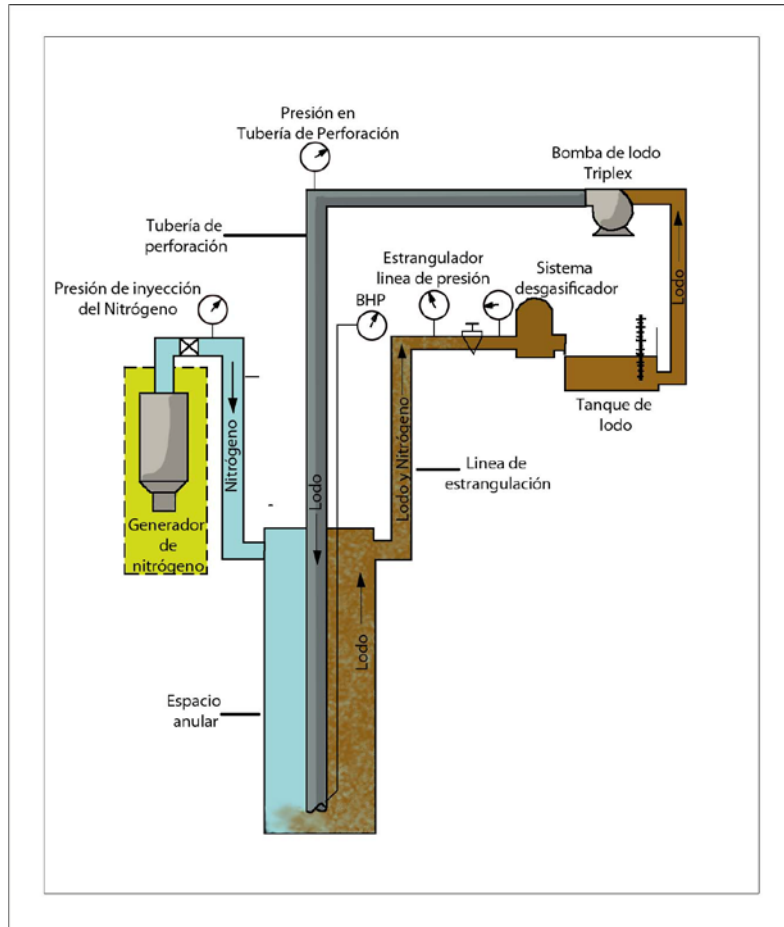 Presión en
Tubería de Perforación
Bomba de lodo
Triplex
Tubería de
perforación
Estrangulador
linea de presión
Sistema
desgasificador
Presión de inyección
del Nitrógeno
BHP
Lodo
Tanque de
lodo
Nitrógeno
Lodo
Lodo y Nitrógeno
Linea de
estrangulación
Generador
de
nitrógeno
Lodo
Espacio
anular